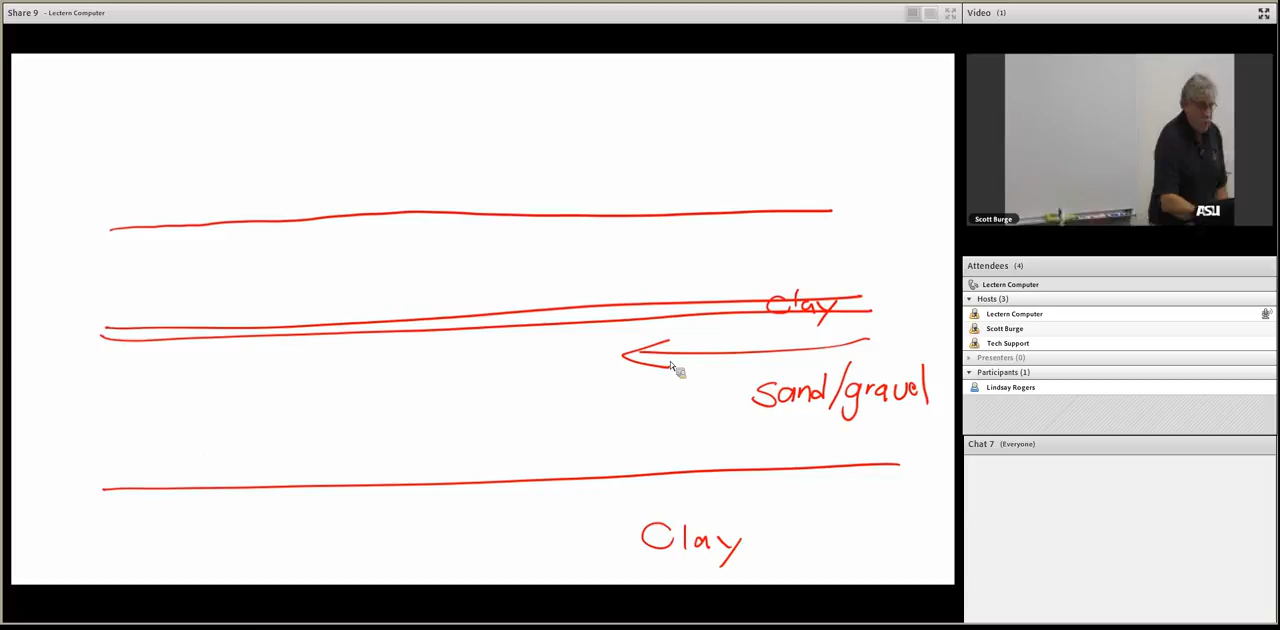 Share 9 - Lectern Computer
Video (1)
Scott Burge
ASU
Attendees (4)
Lectern Computer
Hosts (3)
Lectern Computer
Scott Burge
Tech Support
Presenters (0)
Participants (1)
Lindsay Rogers
Chat 7 (Everyone)
Clay
sand/gravel
Clay